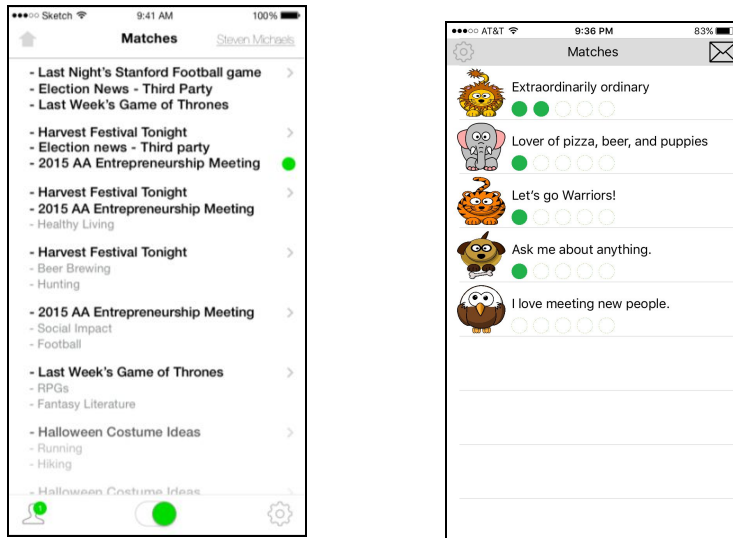 ●●●○○ Sketch 9:41 AM 100%
Matches
Steven Michaels
- Last Night's Stanford Football game
- Election News - Third Party
- Last Week's Game of Thrones
- Harvest Festival Tonight
- Election news - Third party
- 2015 AA Entrepreneurship Meeting
- Harvest Festival Tonight
- 2015 AA Entrepreneurship Meeting
- Healthy Living
- Harvest Festival Tonight
- Beer Brewing
- Hunting
- 2015 AA Entrepreneurship Meeting
- Social Impact
- Football
- Last Week's Game of Thrones
- RPGs
- Fantasy Literature
- Halloween Costume Ideas
- Running
- Hiking
- Halloween Costume Ideas
1
●●●○○ AT&T 9:36 PM 83%
Matches
Extraordinarily ordinary
Lover of pizza, beer, and puppies
Let's go Warriors!
Ask me about anything.
I love meeting new people.